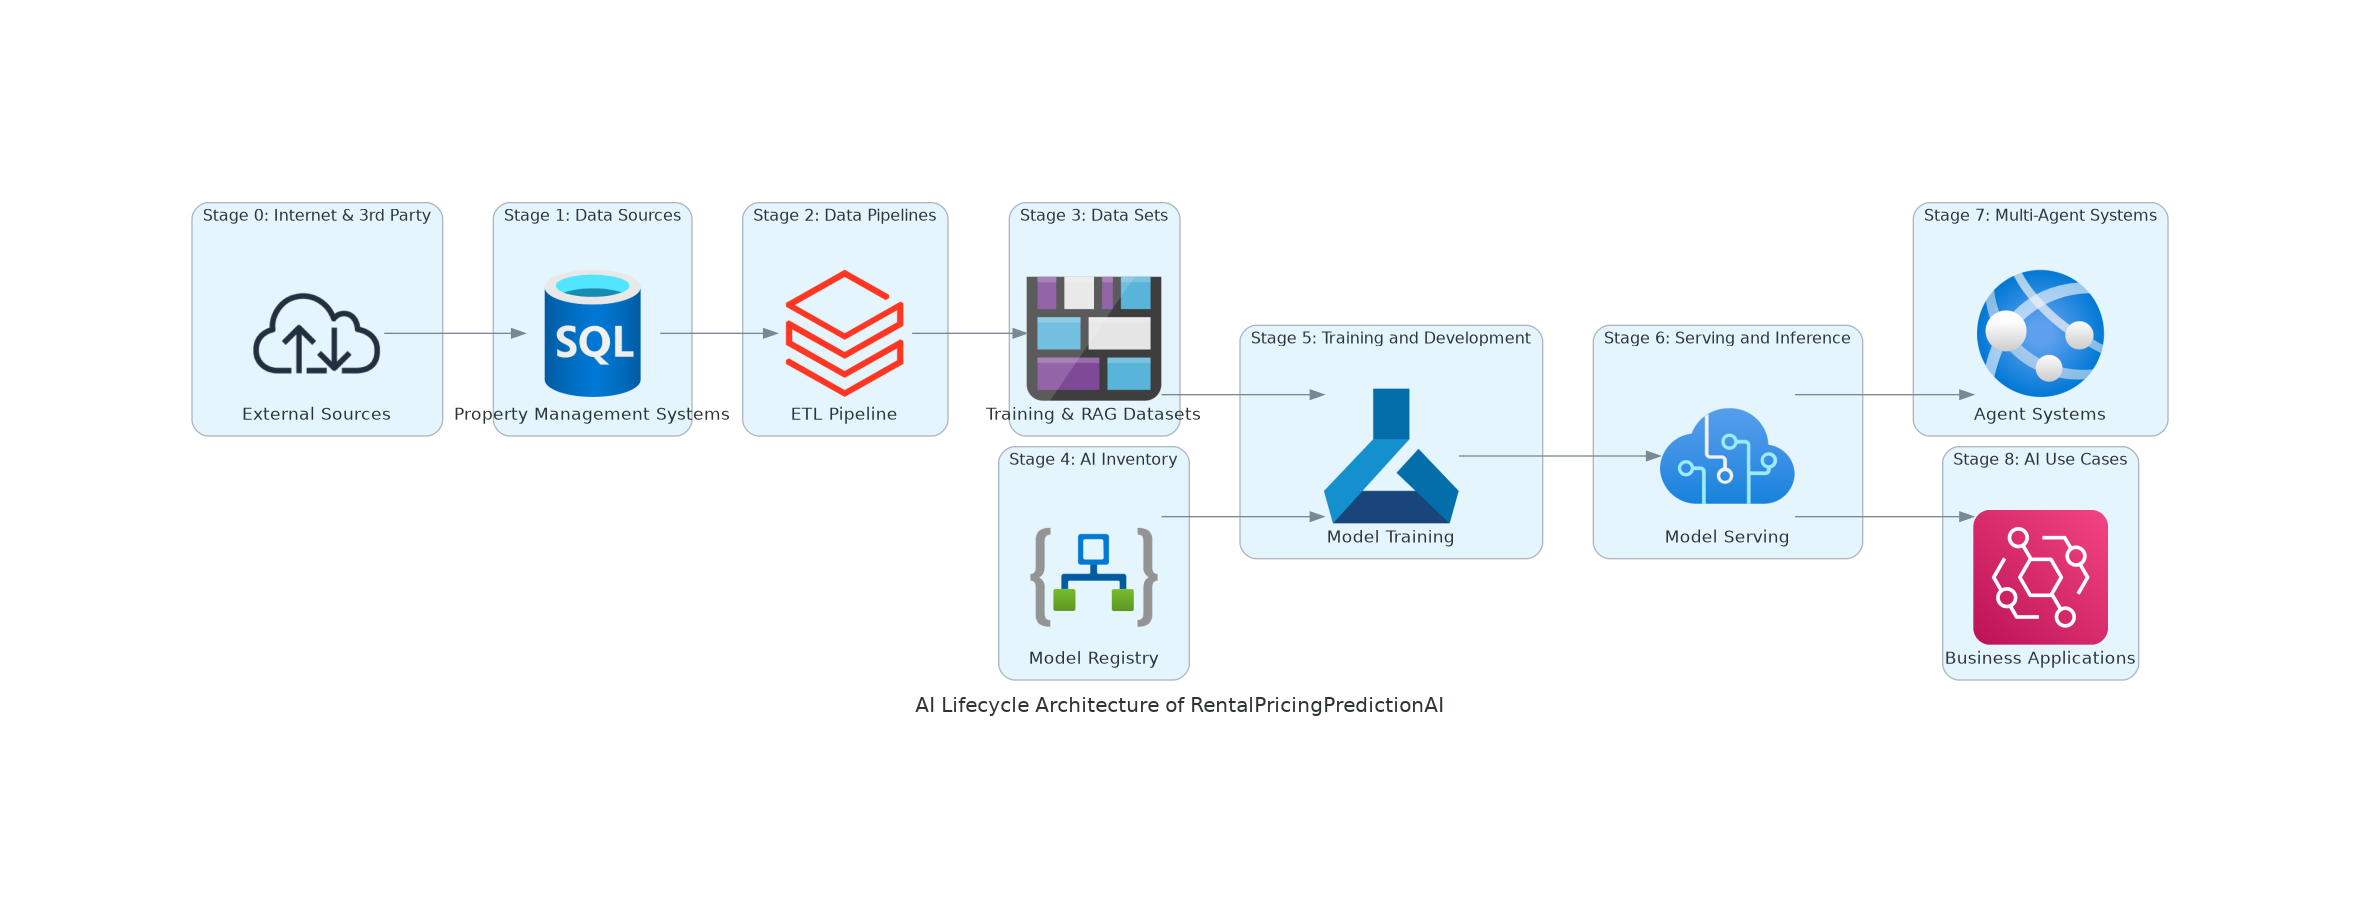 Stage 0: Internet & 3rd Party
External Sources
Stage 1: Data Sources
SQL
Property Management Systems
Stage 2: Data Pipelines
ETL Pipeline
Stage 3: Data Sets
Training & RAG Datasets
Stage 4: AI Inventory
Model Registry
Stage 5: Training and Development
Model Training
Stage 6: Serving and Inference
Model Serving
Stage 7: Multi-Agent Systems
Agent Systems
Stage 8: AI Use Cases
Business Applications
AI Lifecycle Architecture of RentalPricingPredictionAI